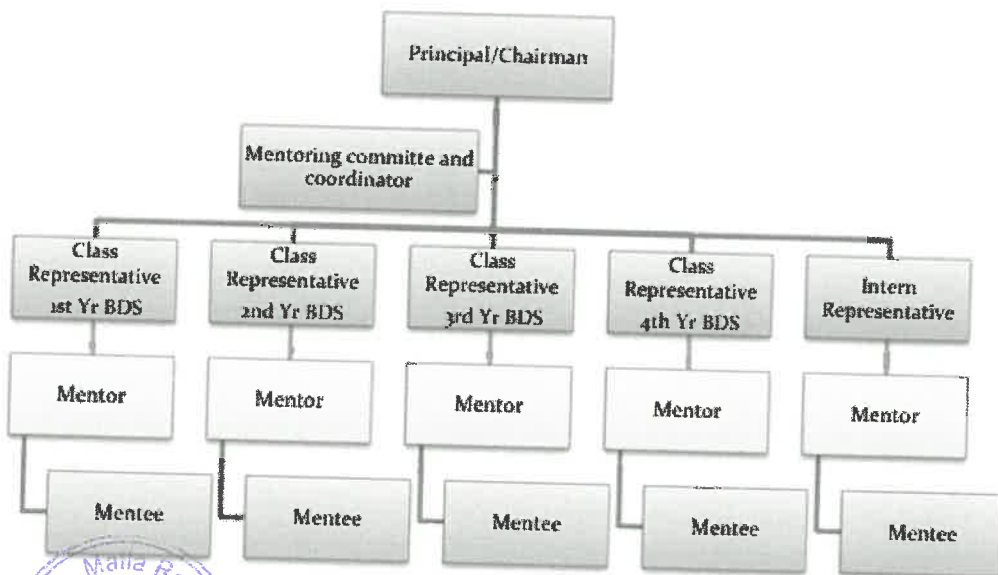 Principal/Chairman
Mentoring committe and
coordinator
Class
Representative
1st Yr BDS
Class
Representative
2nd Yr BDS
Class
Representative
3rd Yr BDS
Class
Representative
4th Yr BDS
Intern
Representative
Mentor
Mentor
Mentor
Mentor
Mentor
Mentee
Mentee
Mentee
Mentee
Mentee
Malla